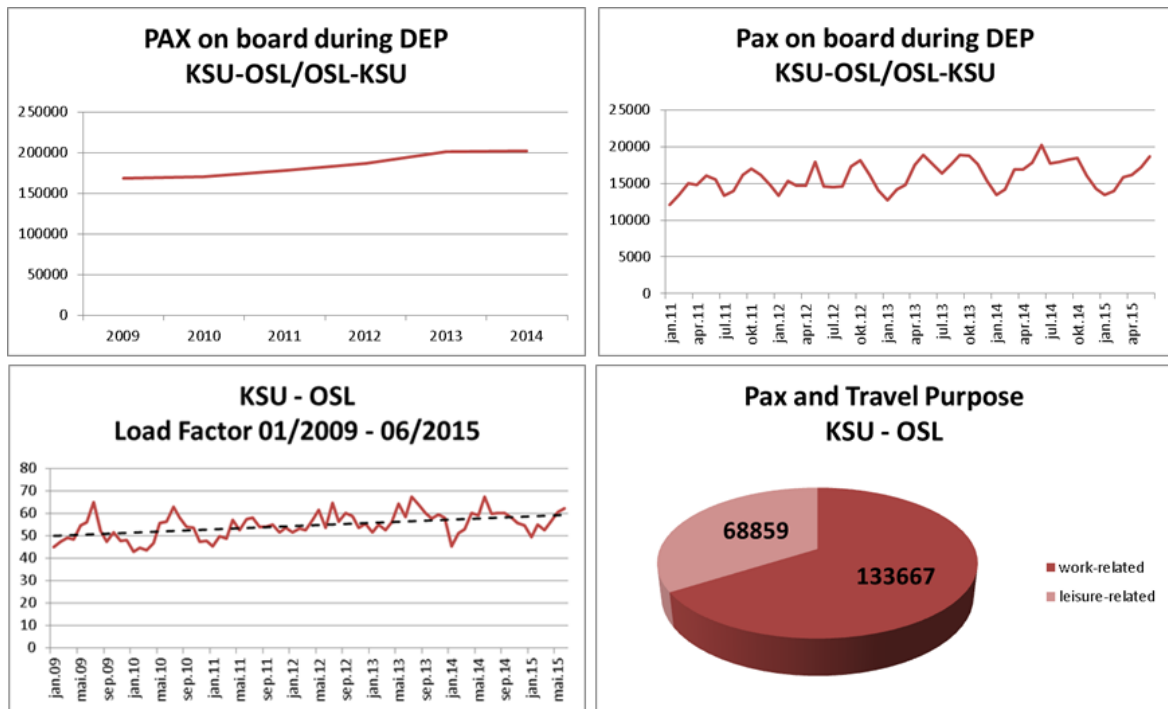 PAX on board during DEP
KSU-OSL/OSL-KSU
250000
200000
150000
100000
50000
0
2009 2010 2011 2012 2013 2014
Pax on board during DEP
KSU-OSL/OSL-KSU
25000
20000
15000
10000
5000
0
jan.11 apr.11 jul.11 okt.11 jan.12 apr.12 jul.12 okt.12 jan.13 apr.13 jul.13 okt.13 jan.14 apr.14 jul.14 okt.14 jan.15 apr.15
KSU - OSL
Load Factor 01/2009 - 06/2015
80
70
60
50
40
30
20
10
0
jan.09 mai.09 sep.09 jan.10 mai.10 sep.10 jan.11 mai.11 sep.11 jan.12 mai.12 sep.12 jan.13 mai.13 sep.13 jan.14 mai.14 sep.14 jan.15 mai.15
Pax and Travel Purpose
KSU - OSL
68859
133667
work-related
leisure-related